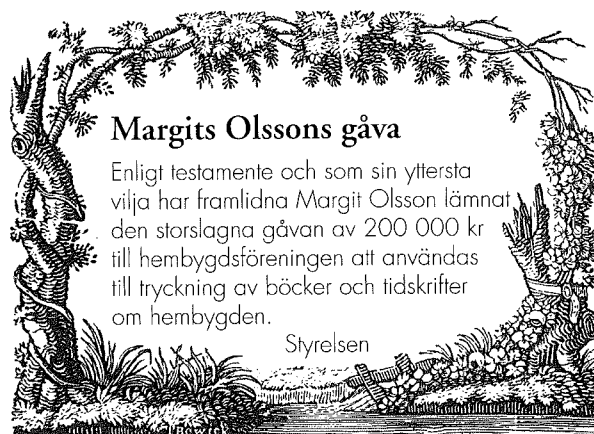 Margits Olssons gåva
Enligt testamente och som sin yttersta
vilja har framlidna Margit Olsson lämnat
den storslagna gåvan av 200 000 kr
till hembygdsföreningen att användas
till tryckning av böcker och tidskrifter
om hembygden.
Styrelsen